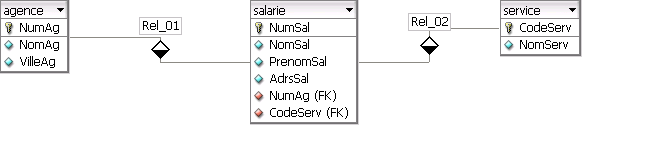 agence
NumAg
NomAg
VilleAg
Rel_01
salarie
NumSal
NomSal
PrenomSal
AdrsSal
NumAg (FK)
CodeServ (FK)
Rel_02
service
CodeServ
NomServ